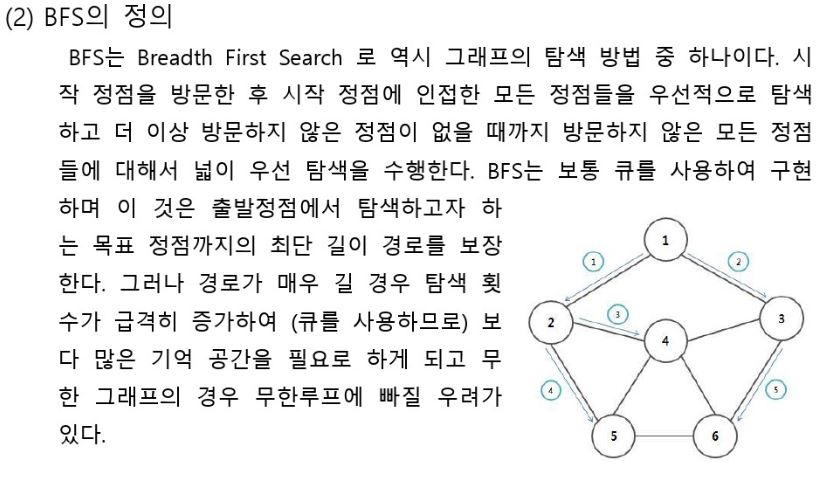 (2) BFS의 정의
BFS는 Breadth First Search 로 역시 그래프의 탐색 방법 중 하나이다. 시
작 정점을 방문한 후 시작 정점에 인접한 모든 정점들을 우선적으로 탐색
하고 더 이상 방문하지 않은 정점이 없을 때까지 방문하지 않은 모든 정점
들에 대해서 넓이 우선 탐색을 수행한다. BFS는 보통 큐를 사용하여 구현
하며 이 것은 출발정점에서 탐색하고자 하
는 목표 정점까지의 최단 길이 경로를 보장
한다. 그러나 경로가 매우 길 경우 탐색 횟
수가 급격히 증가하여 (큐를 사용하므로) 보
다 많은 기억 공간을 필요로 하게 되고 무
한 그래프의 경우 무한루프에 빠질 우려가
있다.
1
1
2
2
3
3
4
4
5
5
6